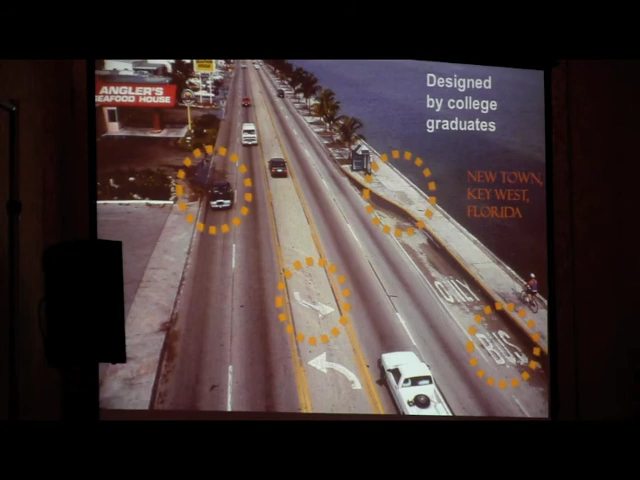 Designed
by college
graduates
NEW TOWN,
KEY WEST,
FLORIDA
ANGLER'S
SEAFOOD HOUSE
ONLY
BUS